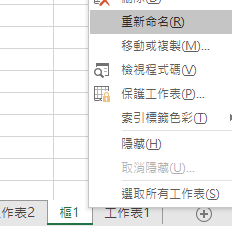 重新命名(R)
移動或複製(M)...
檢視程式碼(V)
保護工作表(P)...
索引標籤色彩(T)
隱藏(H)
取消隱藏(U)...
選取所有工作表(S)
工作表2 樞1 工作表1